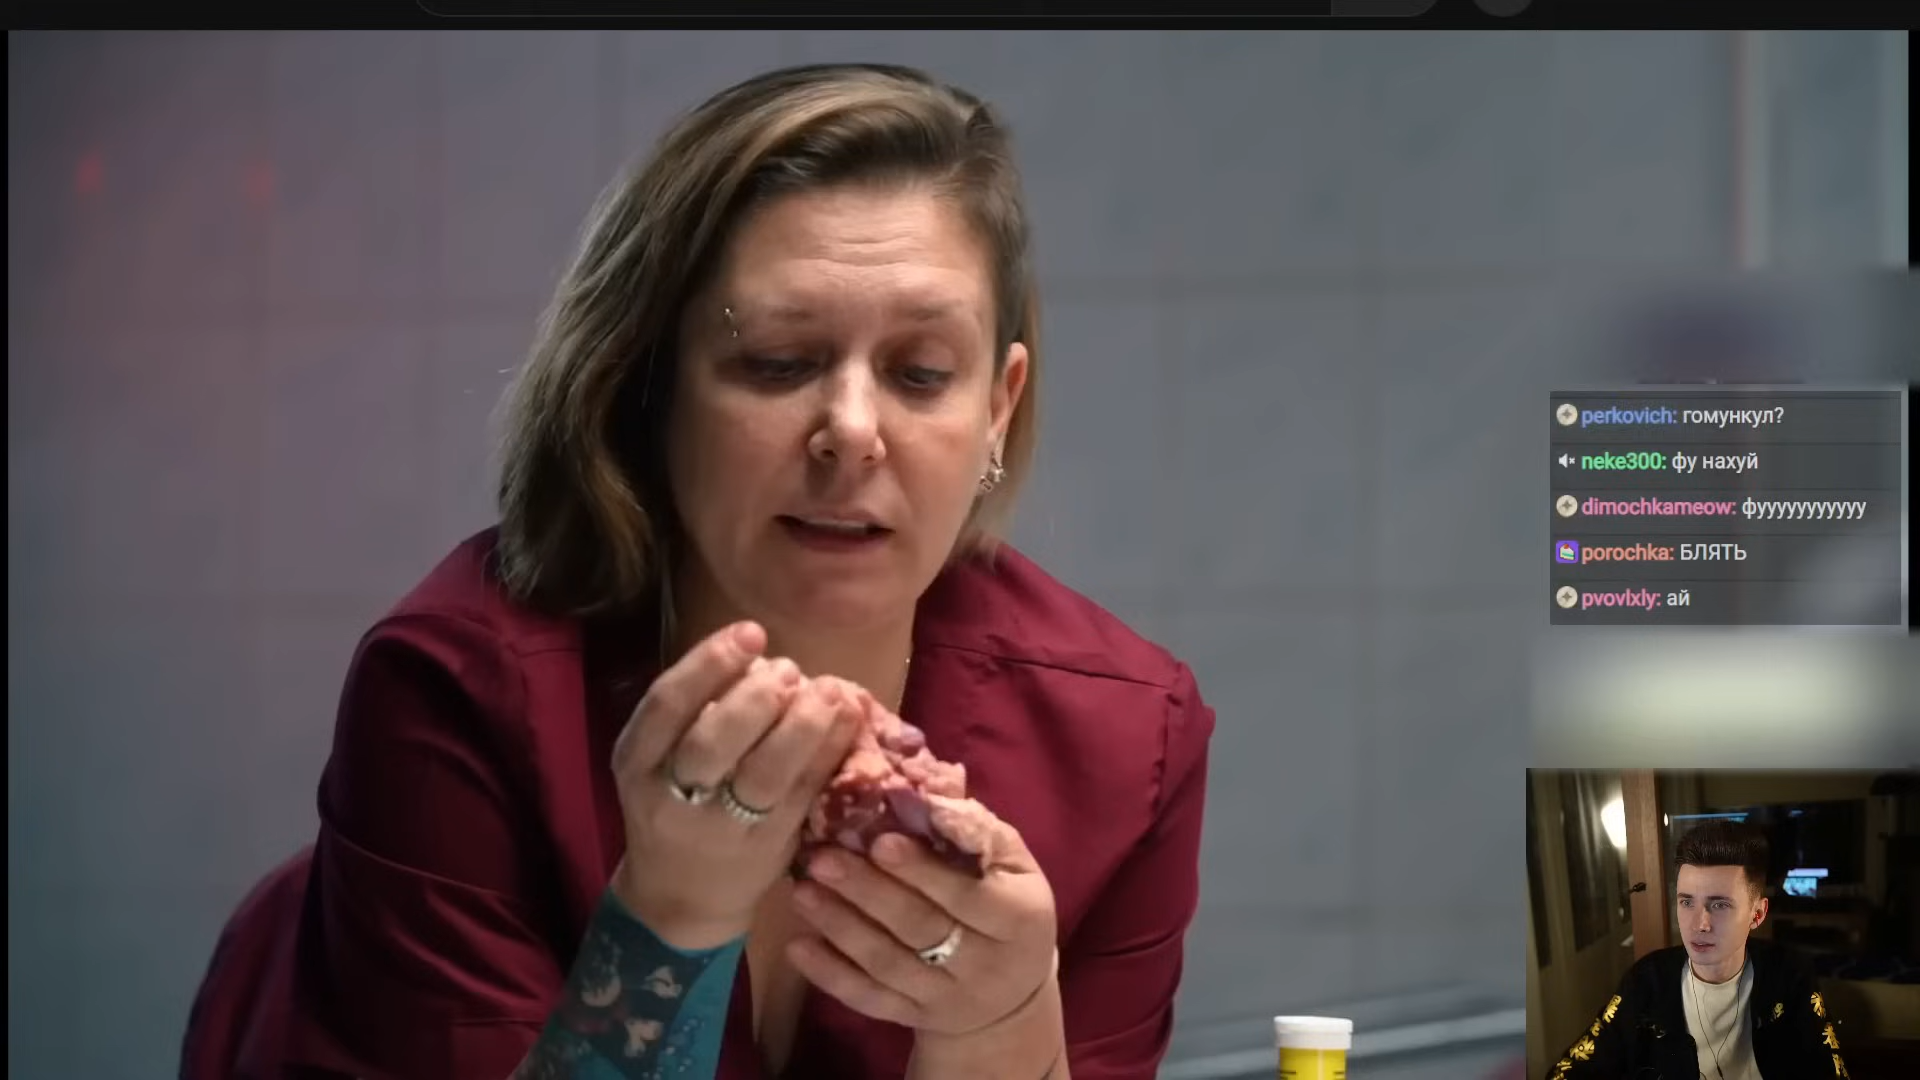 perkovich: гомункул?
neke300: фу нахуй
dimochkameow: фууууууууууу
porochka: БЛЯТЬ
pvovlxly: ай